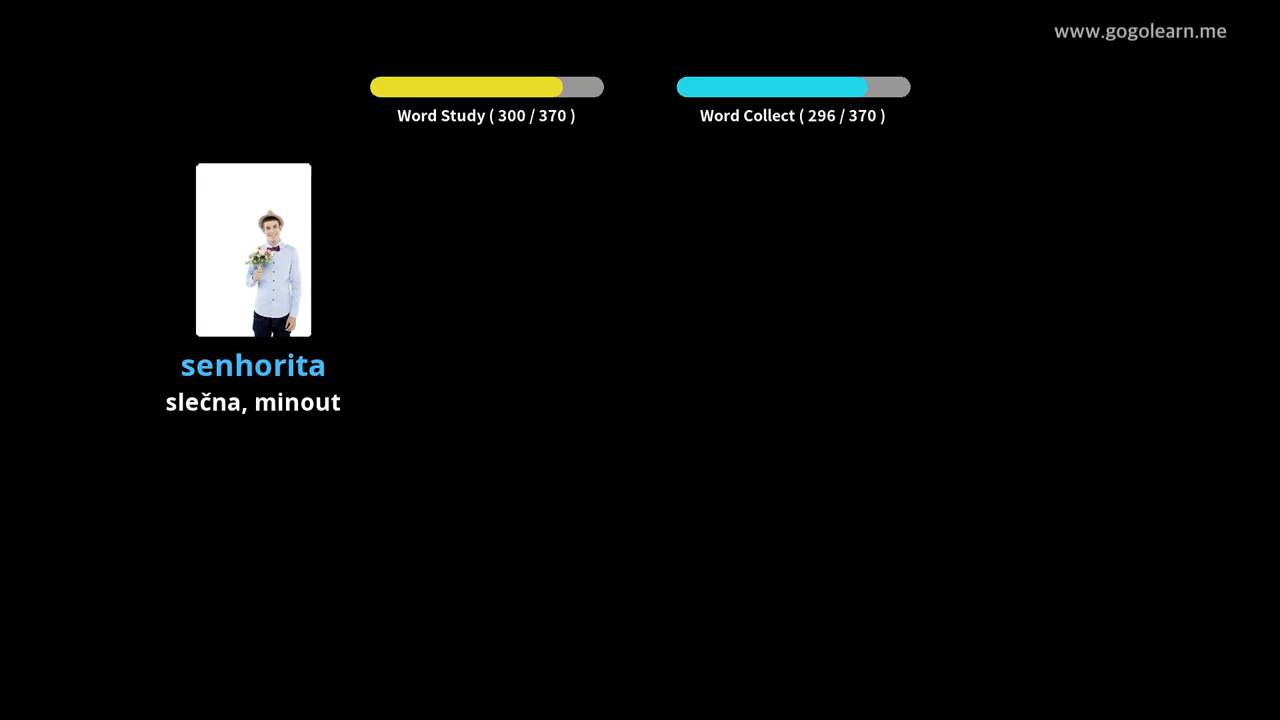 www.gogolearn.me
Word Study ( 300 / 370 )
Word Collect ( 296 / 370 )
senhorita
slečna, minout